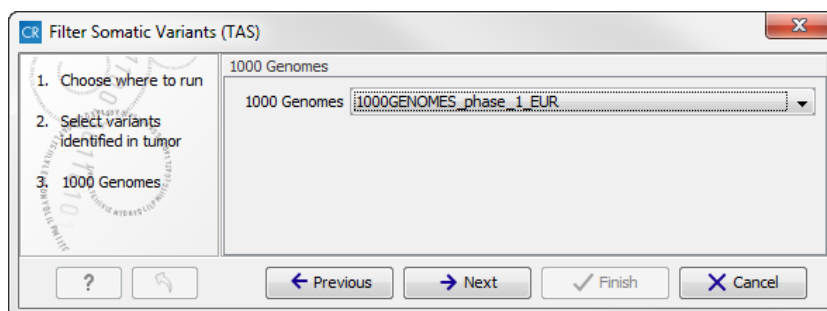 CR Filter Somatic Variants (TAS)
1. Choose where to run
2. Select variants
identified in tumor
3. 1000 Genomes
1000 Genomes
1000 Genomes 1000GENOMES_phase_1_EUR
? Previous Next Finish Cancel